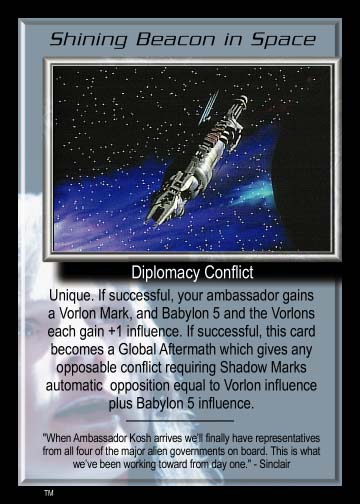 Shining Beacon in Space
Diplomacy Conflict
Unique. If successful, your ambassador gains
a Vorlon Mark, and Babylon 5 and the Vorlons
each gain +1 influence. If successful, this card
becomes a Global Aftermath which gives any
opposable conflict requiring Shadow Marks
automatic opposition equal to Vorlon influence
plus Babylon 5 influence.
"When Ambassador Kosh arrives we'll finally have representatives
from all four of the major alien governments on board. This is what
we've been working toward from day one." - Sinclair
TM